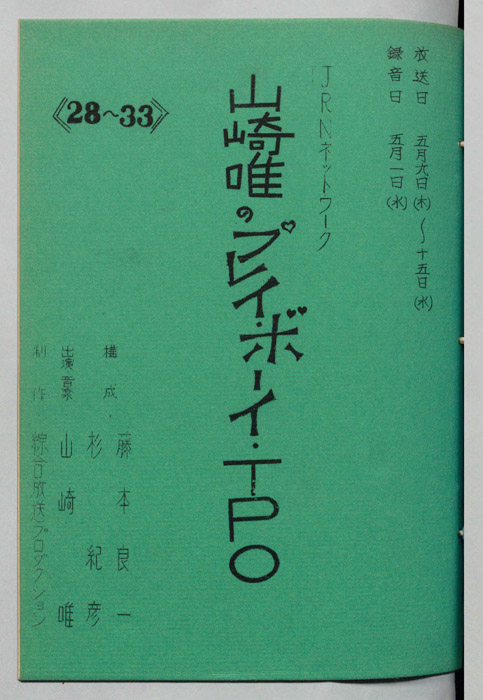 放送日 五月六日(木)〜十五日(水)
録音日 五月一日(水)
JRNネットワーク
山崎唯のプレイ・ボーイ・TPO
《28〜33》
構成・藤本良一
杉紀彦
出演音楽 山崎唯
制作 綜合放送プロダクション